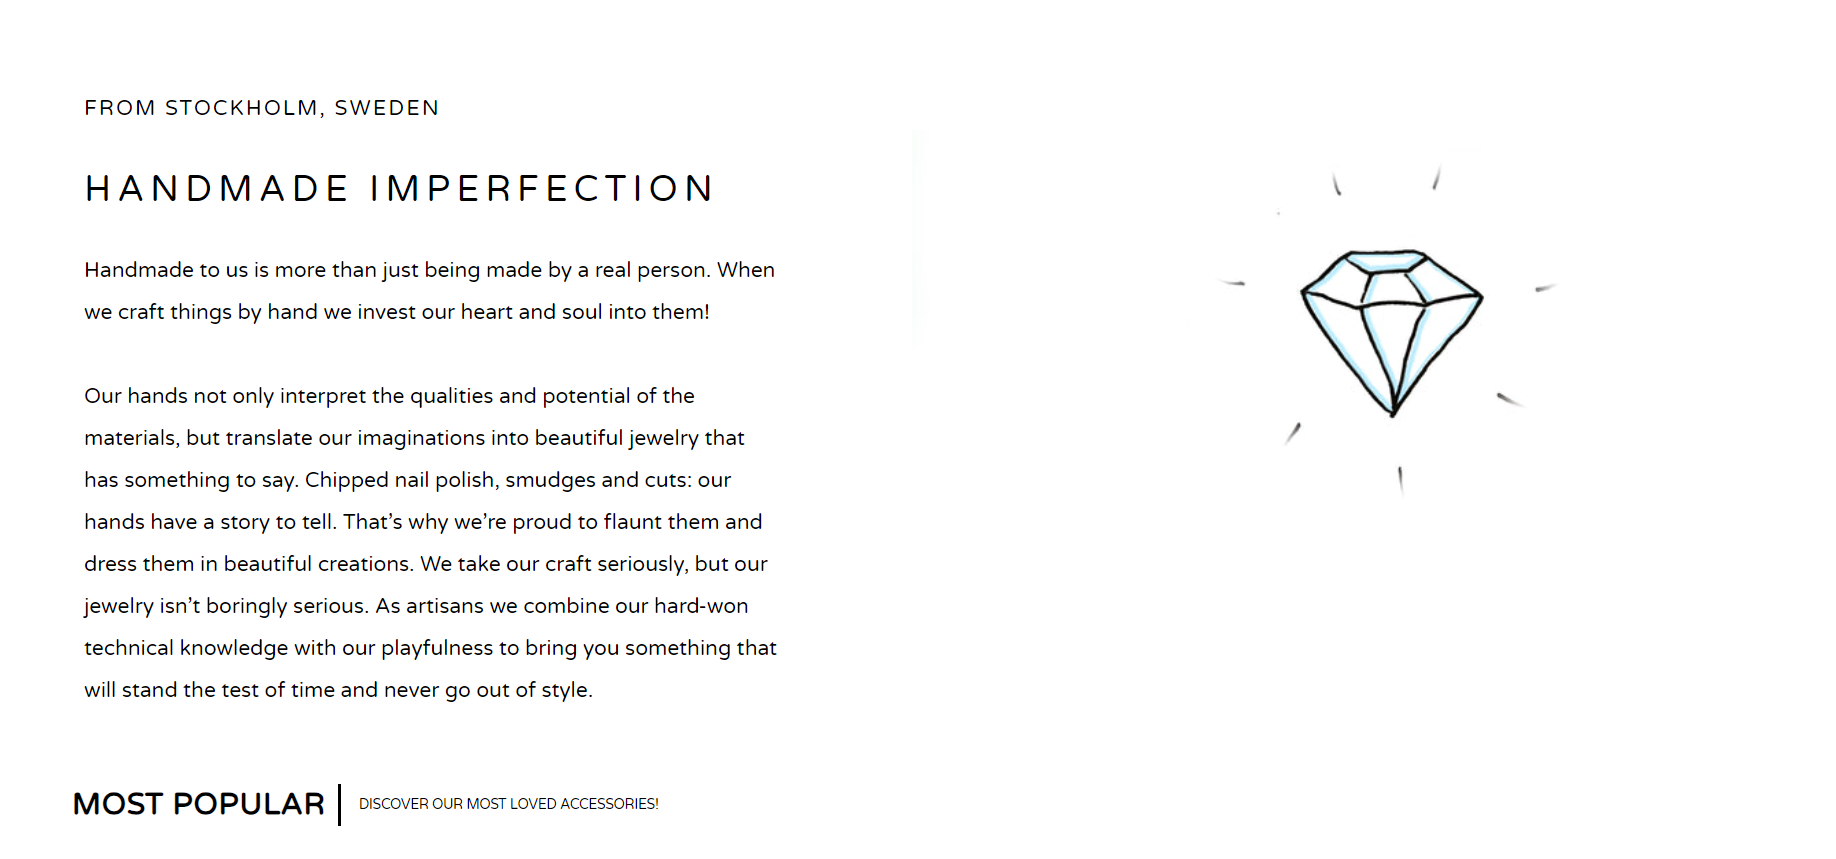 FROM STOCKHOLM, SWEDEN
HANDMADE IMPERFECTION
Handmade to us is more than just being made by a real person. When
we craft things by hand we invest our heart and soul into them!
Our hands not only interpret the qualities and potential of the
materials, but translate our imaginations into beautiful jewelry that
has something to say. Chipped nail polish, smudges and cuts: our
hands have a story to tell. That’s why we’re proud to flaunt them and
dress them in beautiful creations. We take our craft seriously, but our
jewelry isn’t boringly serious. As artisans we combine our hard-won
technical knowledge with our playfulness to bring you something that
will stand the test of time and never go out of style.
MOST POPULAR
DISCOVER OUR MOST LOVED ACCESSORIES!